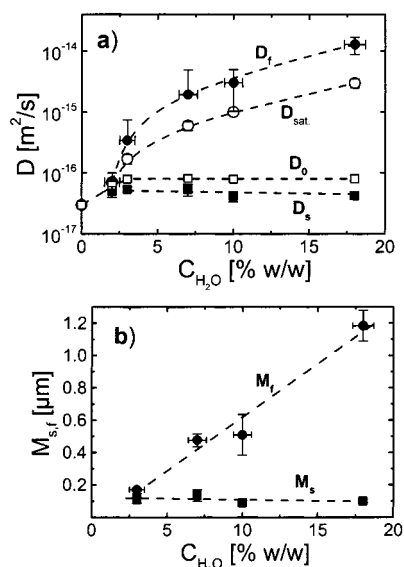 a)
D [m²/s]
10⁻¹⁴
10⁻¹⁵
10⁻¹⁶
10⁻¹⁷
D_f
D_sat.
D_0
D_s
0 5 10 15 20
C_H₂O [% w/w]
b)
M_s,f [µm]
1.2
1.0
0.8
0.6
0.4
0.2
M_f
M_s
0 5 10 15 20
C_H₂O [% w/w]